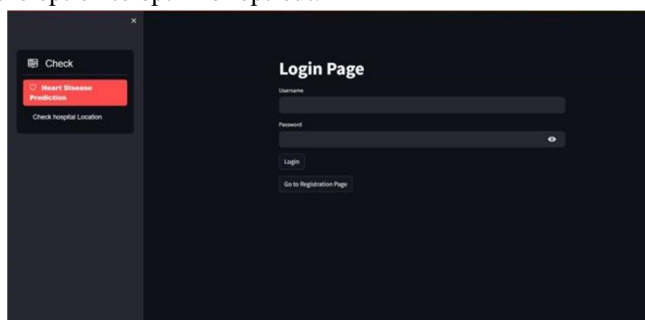 Check
Heart Disease
Prediction
Check hospital Location
Login Page
Username
Password
Login
Go to Registration Page